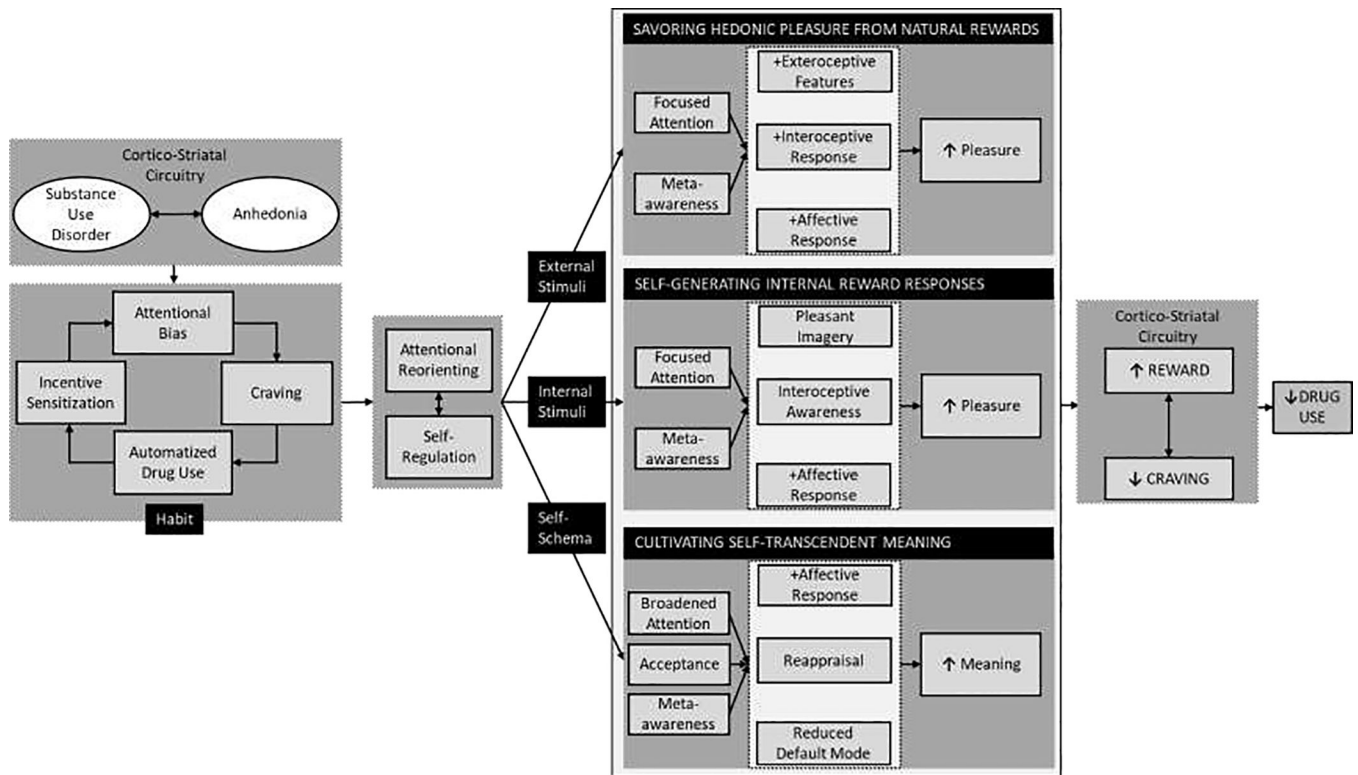 Cortico-Striatal
Circuitry
Substance
Use
Disorder
Anhedonia
Attentional
Bias
Incentive
Sensitization
Craving
Automatized
Drug Use
Habit
Attentional
Reorienting
Self-
Regulation
External
Stimuli
Internal
Stimuli
Self-
Schema
SAVORING HEDONIC PLEASURE FROM NATURAL REWARDS
Focused
Attention
Meta-
awareness
+Exteroceptive
Features
+Interoceptive
Response
+Affective
Response
↑ Pleasure
SELF-GENERATING INTERNAL REWARD RESPONSES
Focused
Attention
Meta-
awareness
Pleasant
Imagery
Interoceptive
Awareness
+Affective
Response
↑ Pleasure
CULTIVATING SELF-TRANSCENDENT MEANING
Broadened
Attention
Acceptance
Meta-
awareness
+Affective
Response
Reappraisal
Reduced
Default Mode
↑ Meaning
Cortico-Striatal
Circuitry
↑ REWARD
↓ CRAVING
↓DRUG
USE